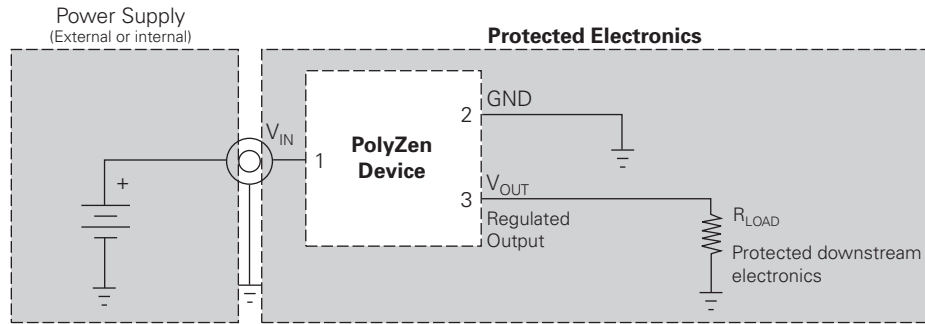 Power Supply
(External or internal)
Protected Electronics
V_IN
1
PolyZen
Device
2
GND
3
V_OUT
Regulated
Output
+
R_LOAD
Protected downstream
electronics